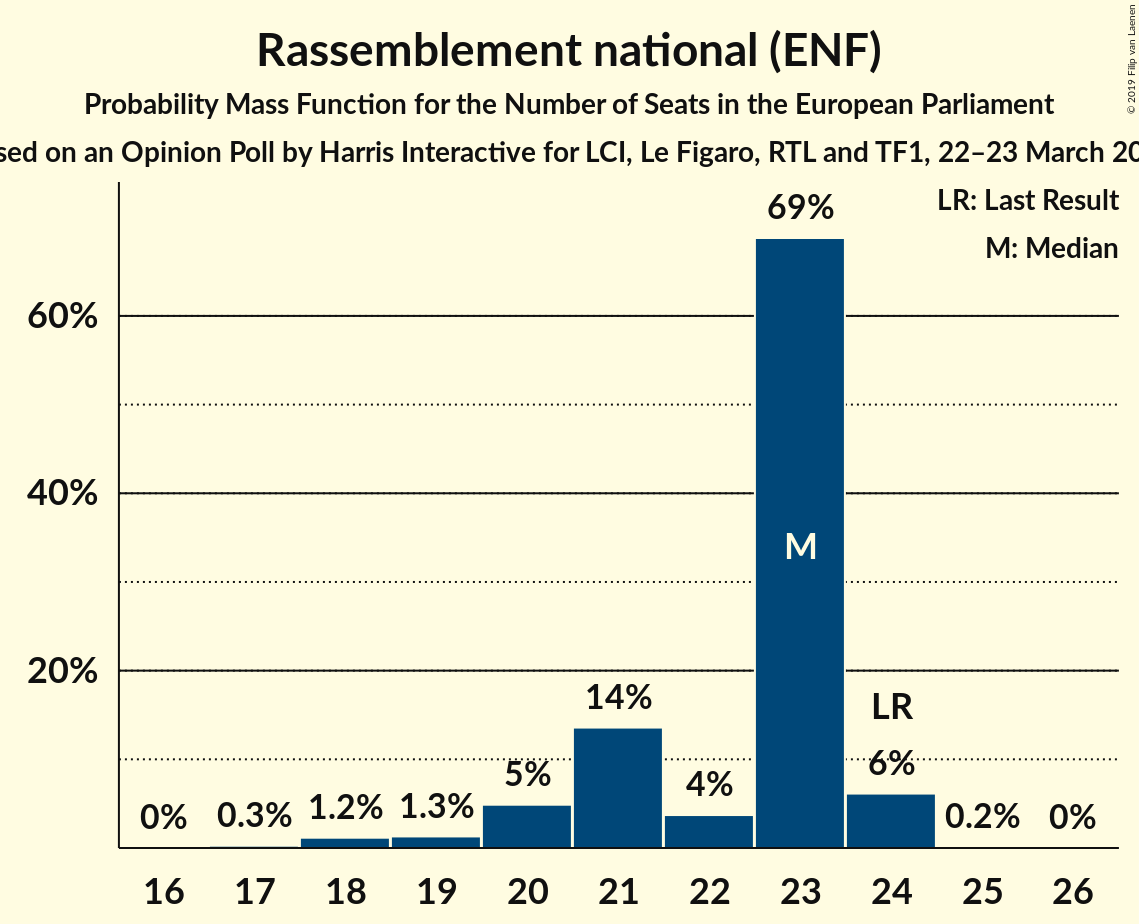 Rassemblement national (ENF)
Probability Mass Function for the Number of Seats in the European Parliament
on an Opinion Poll by Harris Interactive for LCI, Le Figaro, RTL and TF1, 22–23 March
© 2019 Filip van Laenen
LR: Last Result
M: Median
69%
60%
40%
M
20%
14%
LR
6%
5%
4%
0%
0.3%
1.2%
1.3%
0.2%
0%
16 17 18 19 20 21 22 23 24 25 26